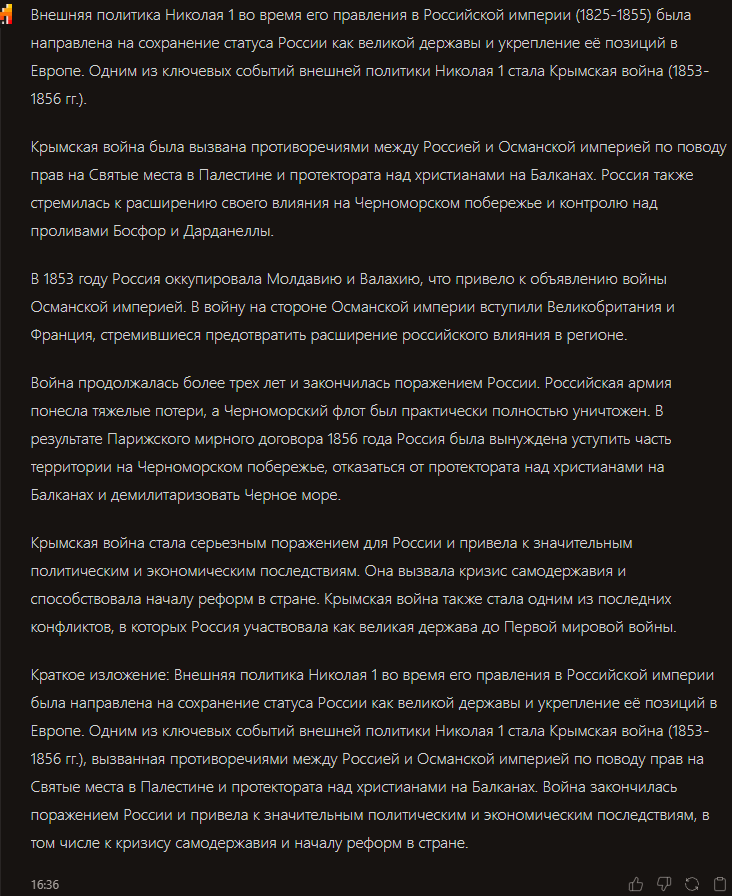 Внешняя политика Николая 1 во время его правления в Российской империи (1825-1855) была
направлена на сохранение статуса России как великой державы и укрепление её позиций в
Европе. Одним из ключевых событий внешней политики Николая 1 стала Крымская война (1853-
1856 гг.).
Крымская война была вызвана противоречиями между Россией и Османской империей по поводу
прав на Святые места в Палестине и протектората над христианами на Балканах. Россия также
стремилась к расширению своего влияния на Черноморском побережье и контролю над
проливами Босфор и Дарданеллы.
В 1853 году Россия оккупировала Молдавию и Валахию, что привело к объявлению войны
Османской империей. В войну на стороне Османской империи вступили Великобритания и
Франция, стремившиеся предотвратить расширение российского влияния в регионе.
Война продолжалась более трех лет и закончилась поражением России. Российская армия
понесла тяжелые потери, а Черноморский флот был практически полностью уничтожен. В
результате Парижского мирного договора 1856 года Россия была вынуждена уступить часть
территории на Черноморском побережье, отказаться от протектората над христианами на
Балканах и демилитаризовать Черное море.
Крымская война стала серьезным поражением для России и привела к значительным
политическим и экономическим последствиям. Она вызвала кризис самодержавия и
способствовала началу реформ в стране. Крымская война также стала одним из последних
конфликтов, в которых Россия участвовала как великая держава до Первой мировой войны.
Краткое изложение: Внешняя политика Николая 1 во время его правления в Российской империи
была направлена на сохранение статуса России как великой державы и укрепление её позиций в
Европе. Одним из ключевых событий внешней политики Николая 1 стала Крымская война (1853-
1856 гг.), вызванная противоречиями между Россией и Османской империей по поводу прав на
Святые места в Палестине и протектората над христианами на Балканах. Война закончилась
поражением России и привела к значительным политическим и экономическим последствиям, в
том числе к кризису самодержавия и началу реформ в стране.
16:36